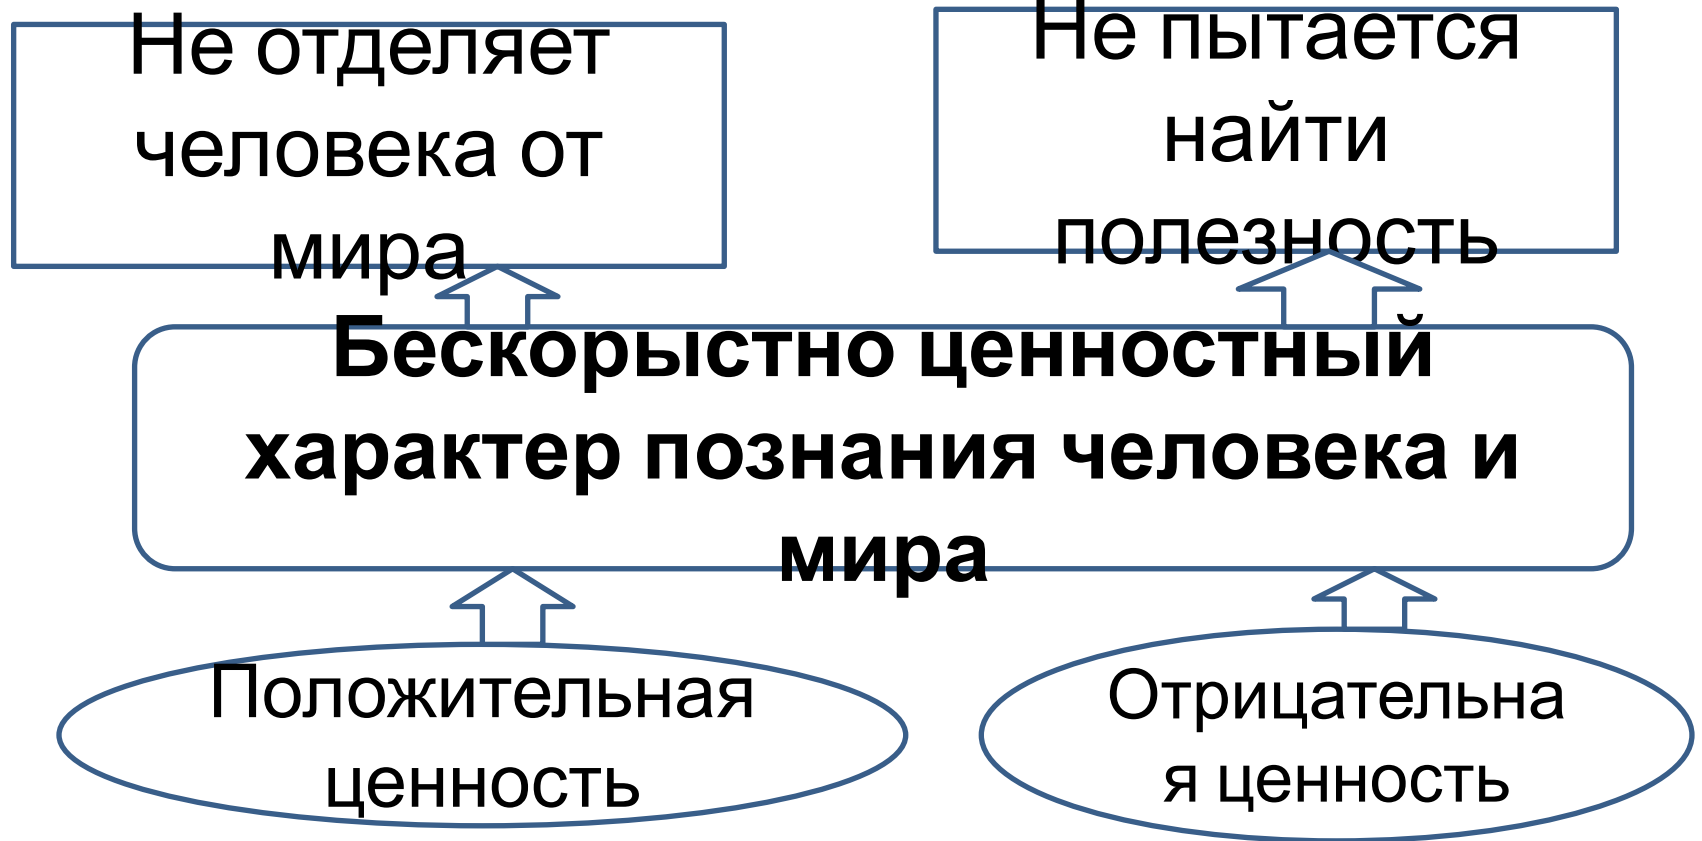 Не отделяет
человека от
мира
Не пытается
найти
полезность
Бескорыстно ценностный
характер познания человека и
мира
Положительная
ценность
Отрицательна
я ценность